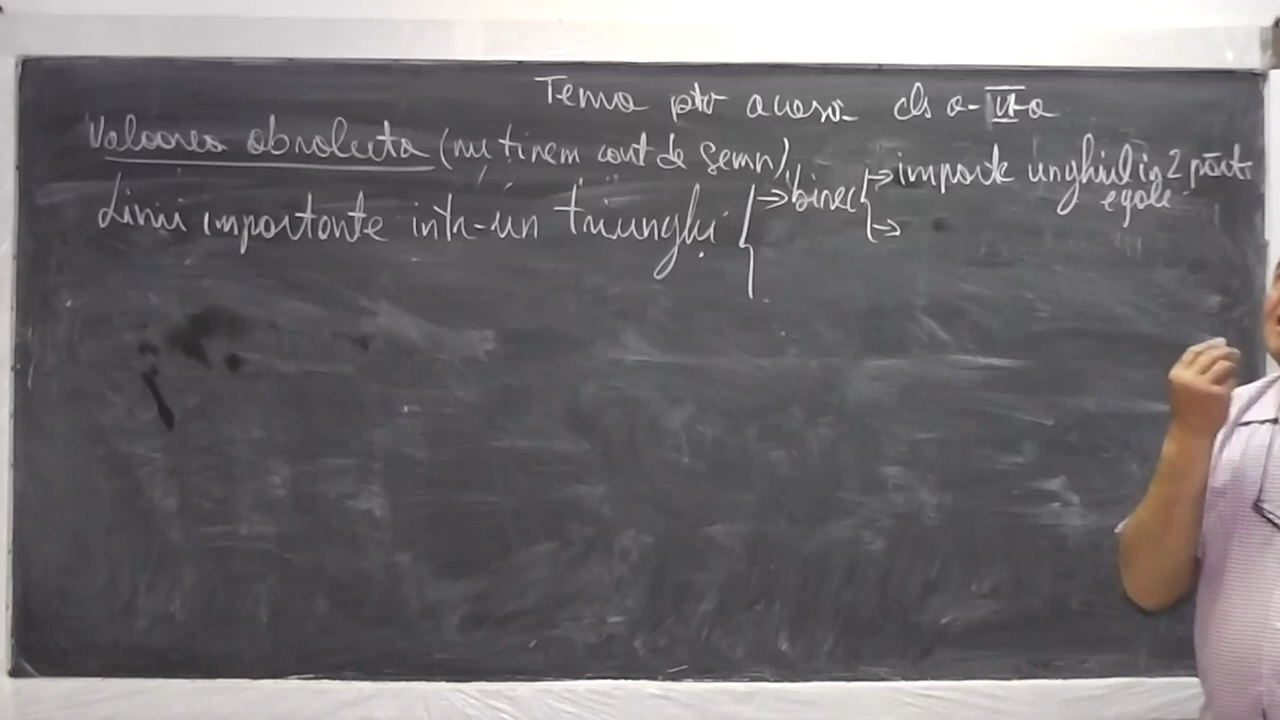 Tema ptr acasa cls a-VI-a
Valoarea absoluta (nu tinem cont de semn)
Linii importante intr-un triunghi { → bisec { → imparte unghiul in 2 părti
egale
→